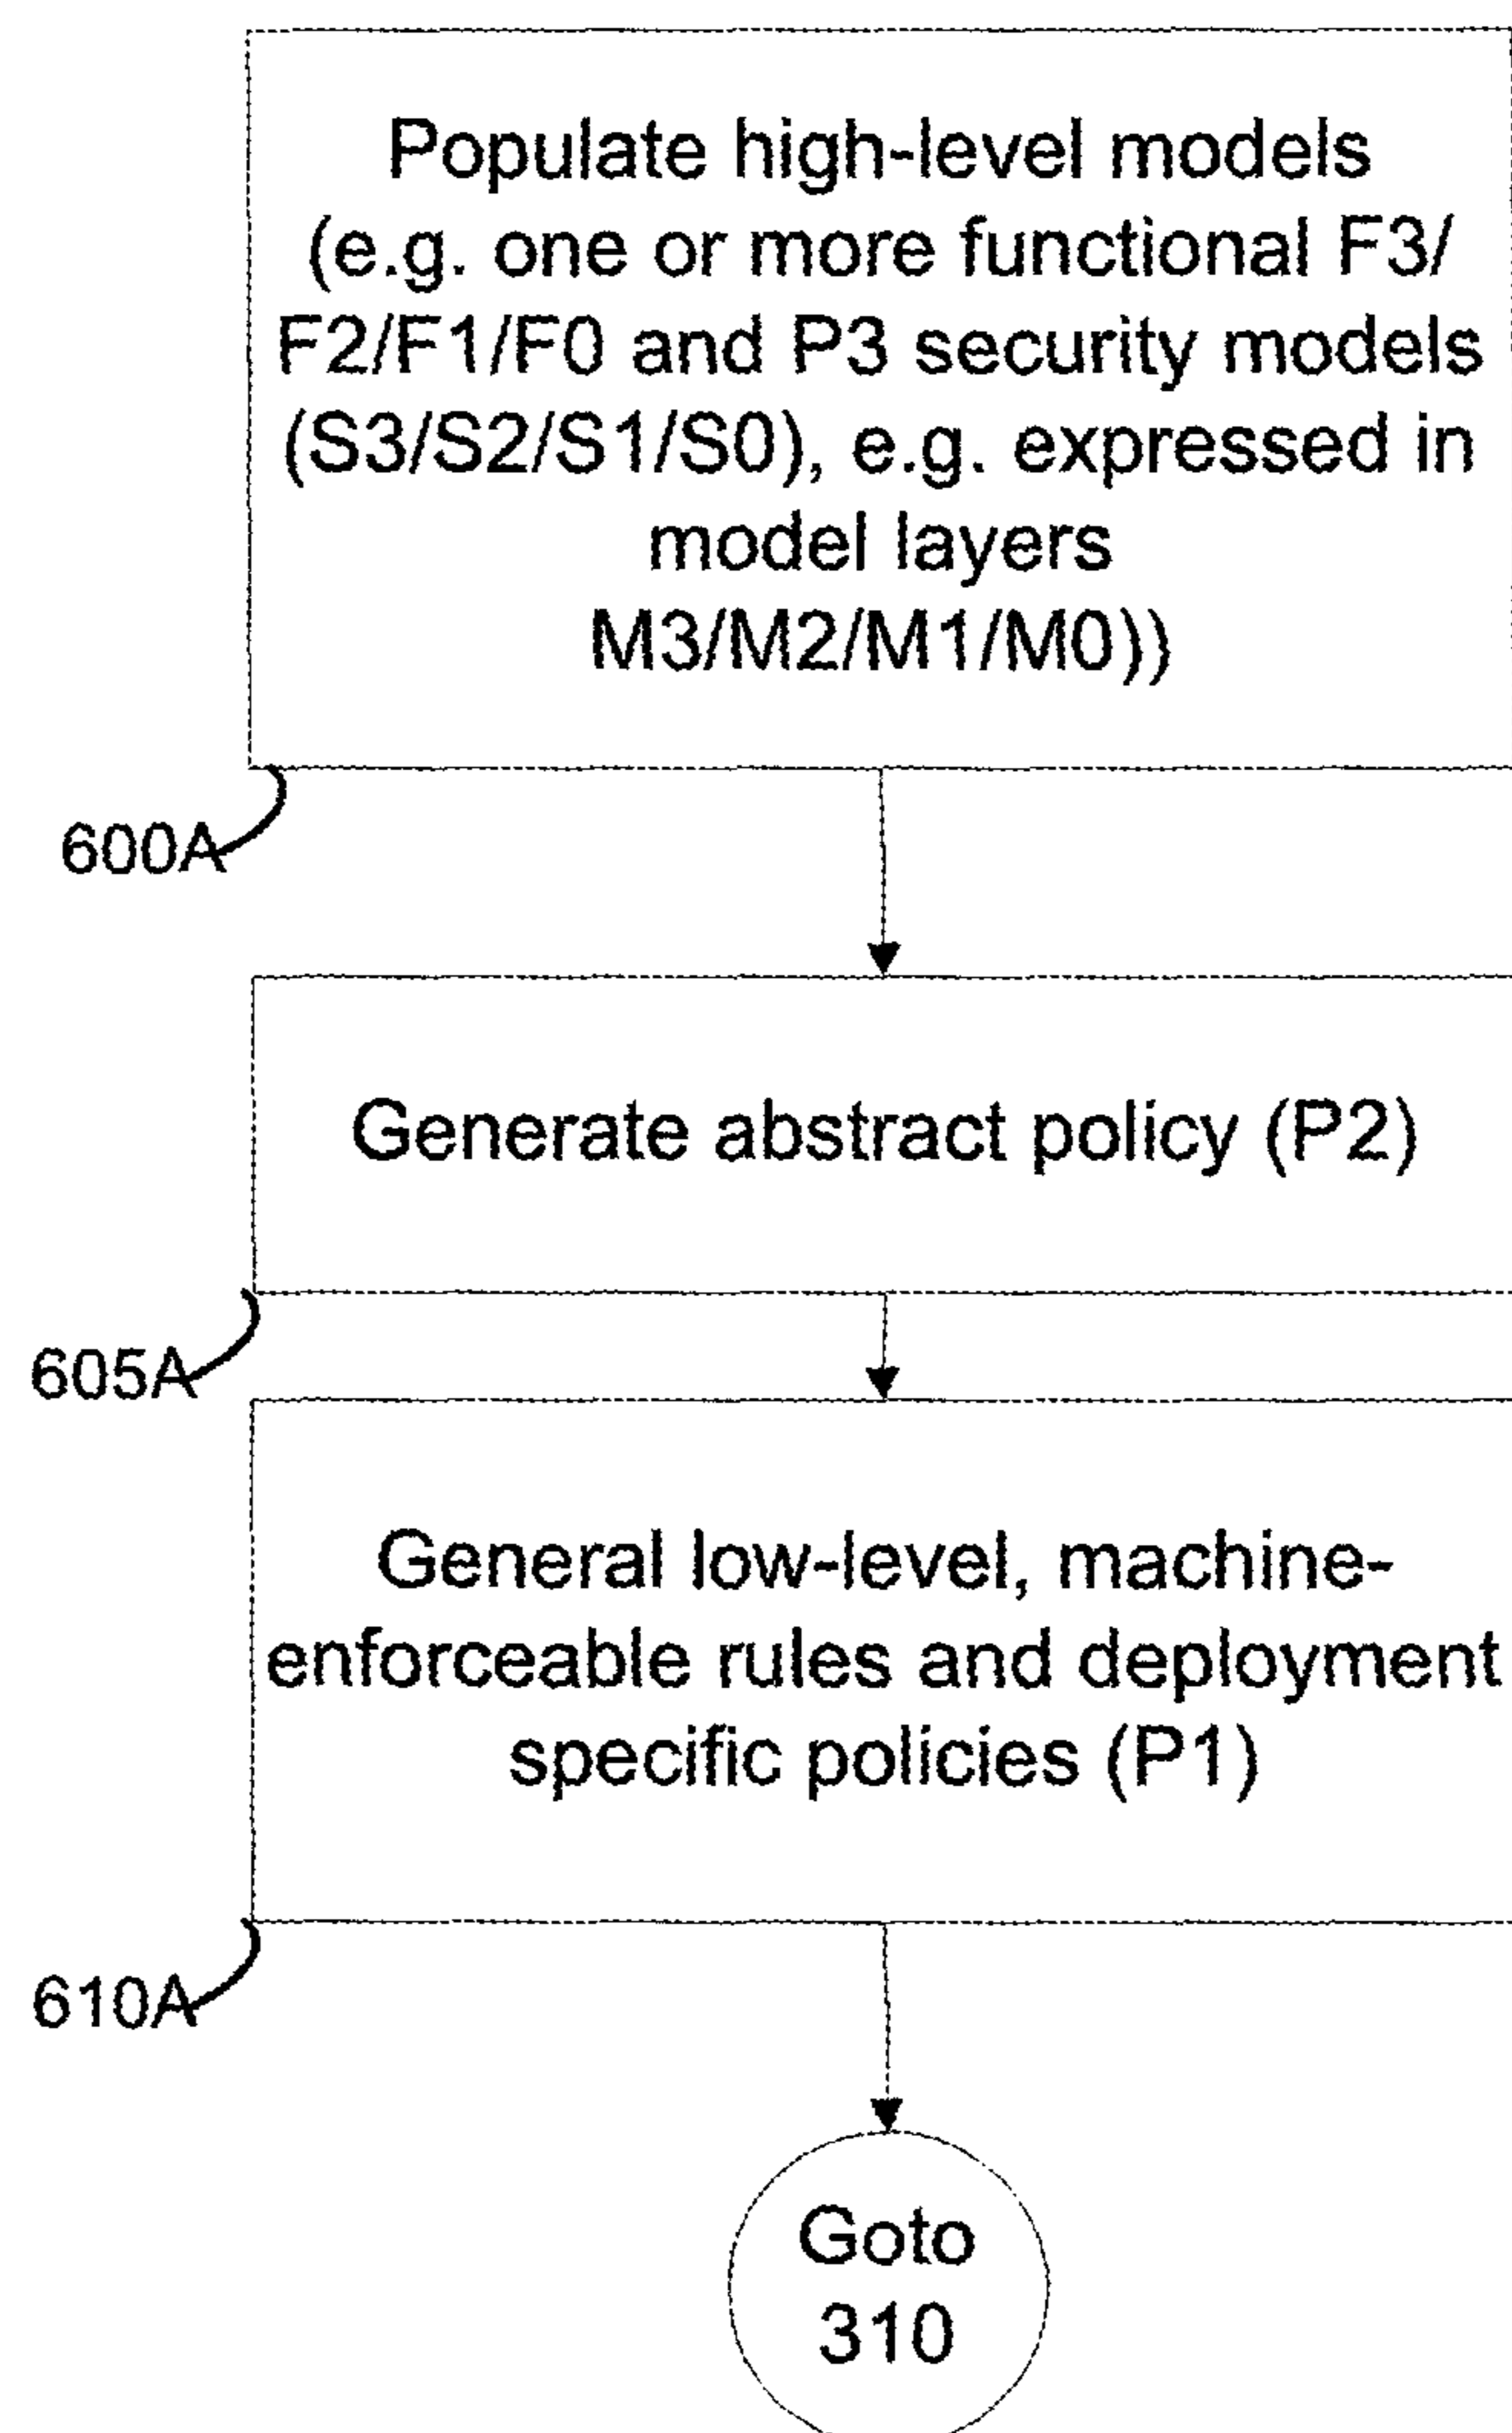 Populate high-level models
(e.g. one or more functional F3/
F2/F1/F0 and P3 security models
(S3/S2/S1/S0), e.g. expressed in
model layers
M3/M2/M1/M0))
600A
Generate abstract policy (P2)
605A
General low-level, machine-
enforceable rules and deployment
specific policies (P1)
610A
Goto
310